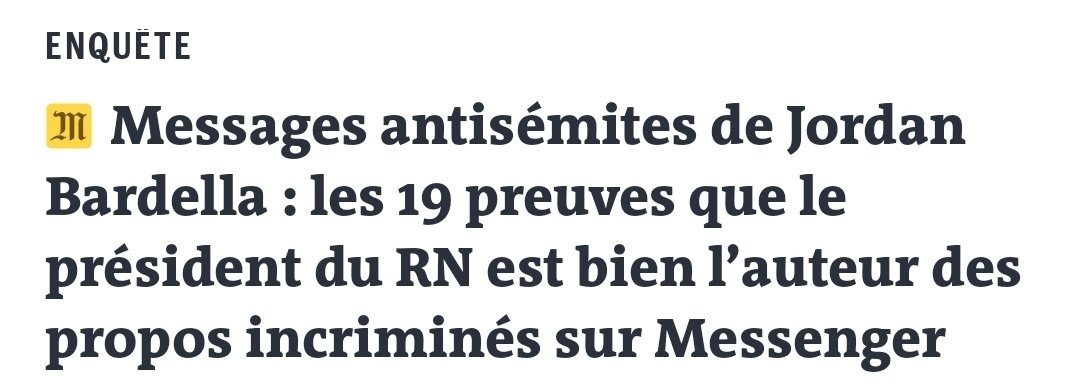 ENQUÊTE
M Messages antisémites de Jordan
Bardella : les 19 preuves que le
président du RN est bien l’auteur des
propos incriminés sur Messenger